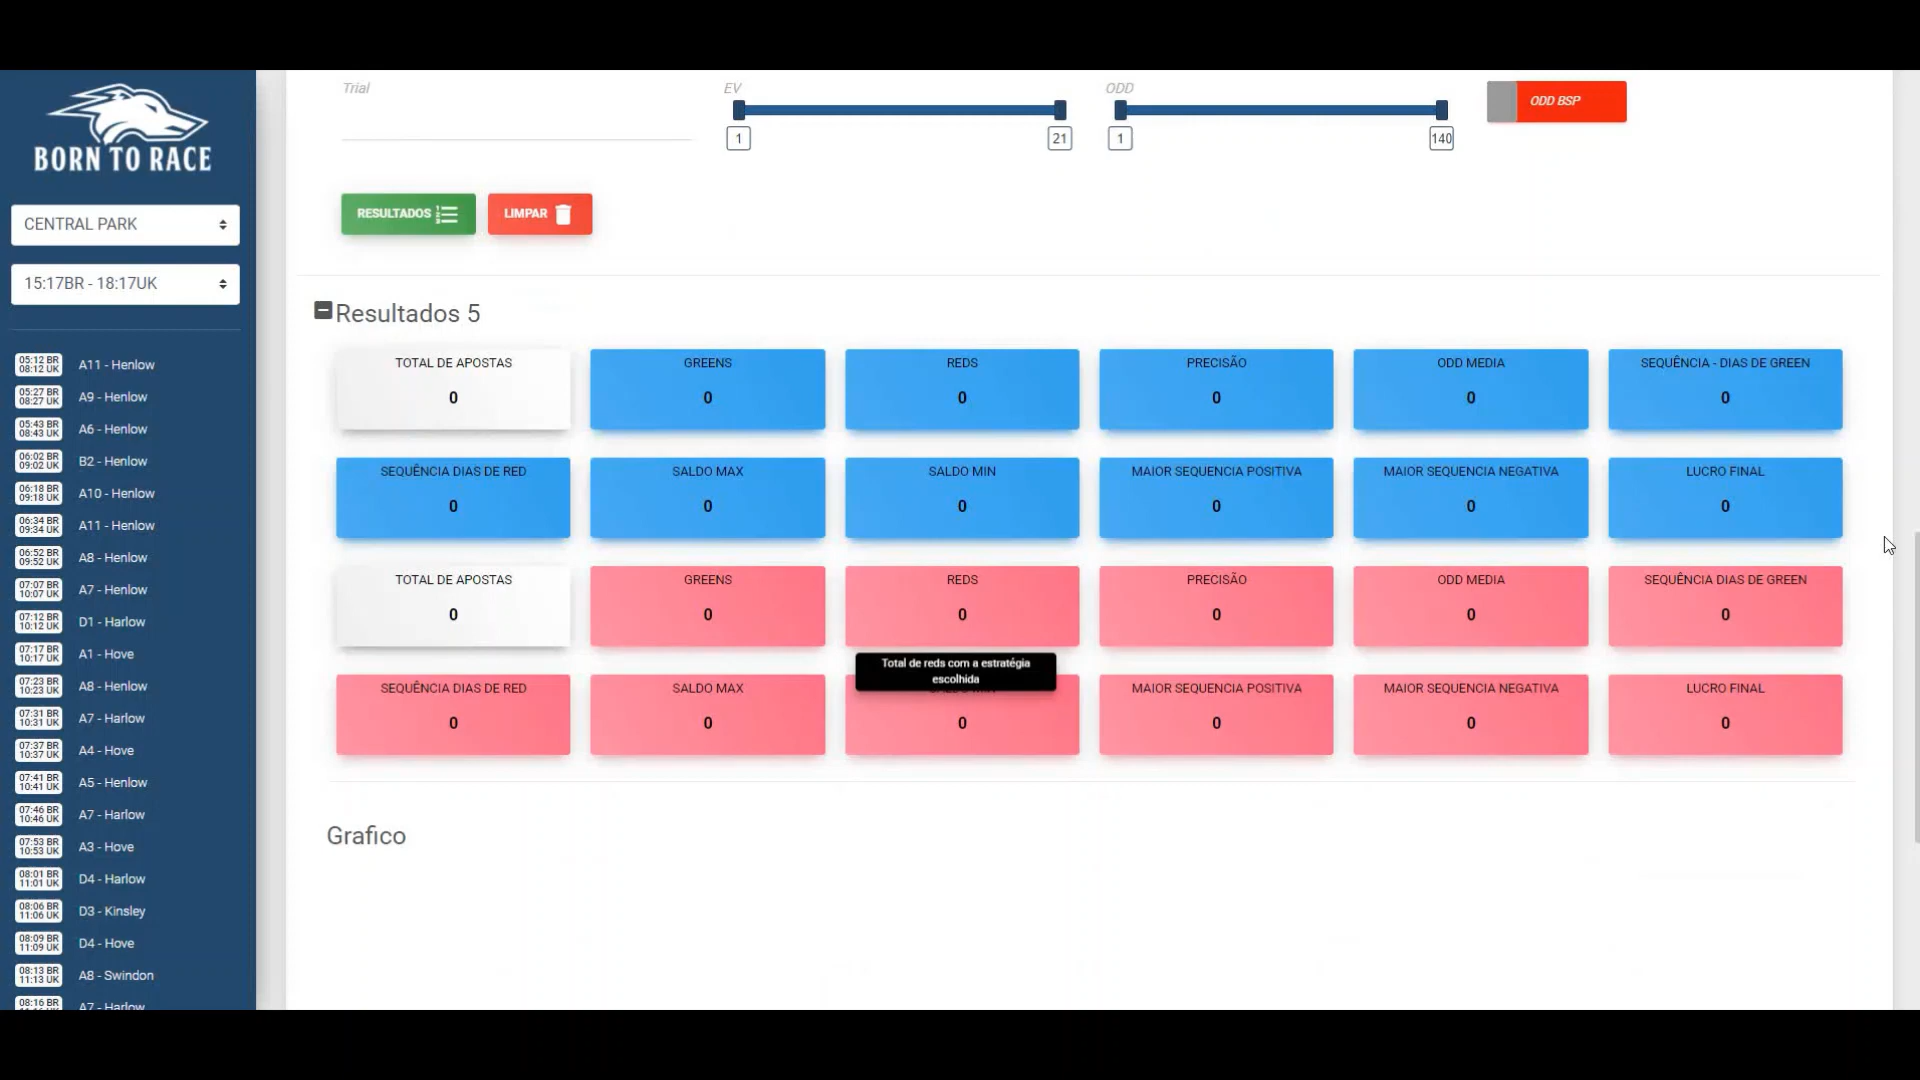 BORN TO RACE
CENTRAL PARK
15:17BR - 18:17UK
05:12 BR
08:12 UK
A11 - Henlow
05:27 BR
08:27 UK
A9 - Henlow
05:43 BR
08:43 UK
A6 - Henlow
06:02 BR
09:02 UK
B2 - Henlow
06:18 BR
09:18 UK
A10 - Henlow
06:34 BR
09:34 UK
A11 - Henlow
06:52 BR
09:52 UK
A8 - Henlow
07:07 BR
10:07 UK
A7 - Henlow
07:12 BR
10:12 UK
D1 - Harlow
07:17 BR
10:17 UK
A1 - Hove
07:23 BR
10:23 UK
A8 - Henlow
07:31 BR
10:31 UK
A7 - Harlow
07:37 BR
10:37 UK
A4 - Hove
07:41 BR
10:41 UK
A5 - Henlow
07:46 BR
10:46 UK
A7 - Harlow
07:53 BR
10:53 UK
A3 - Hove
08:01 BR
11:01 UK
D4 - Harlow
08:06 BR
11:06 UK
D3 - Kinsley
08:09 BR
11:09 UK
D4 - Hove
08:13 BR
11:13 UK
A8 - Swindon
08:16 BR
A7 - Harlow
Trial
EV
1
21
ODD
1
140
ODD BSP
RESULTADOS
LIMPAR
Resultados 5
TOTAL DE APOSTAS
0
GREENS
0
REDS
0
PRECISÃO
0
ODD MEDIA
0
SEQUÊNCIA - DIAS DE GREEN
0
SEQUÊNCIA DIAS DE RED
0
SALDO MAX
0
SALDO MIN
0
MAIOR SEQUENCIA POSITIVA
0
MAIOR SEQUENCIA NEGATIVA
0
LUCRO FINAL
0
TOTAL DE APOSTAS
0
GREENS
0
REDS
0
PRECISÃO
0
ODD MEDIA
0
SEQUÊNCIA DIAS DE GREEN
0
Total de reds com a estratégia
escolhida
SEQUÊNCIA DIAS DE RED
0
SALDO MAX
0
0
MAIOR SEQUENCIA POSITIVA
0
MAIOR SEQUENCIA NEGATIVA
0
LUCRO FINAL
0
Grafico